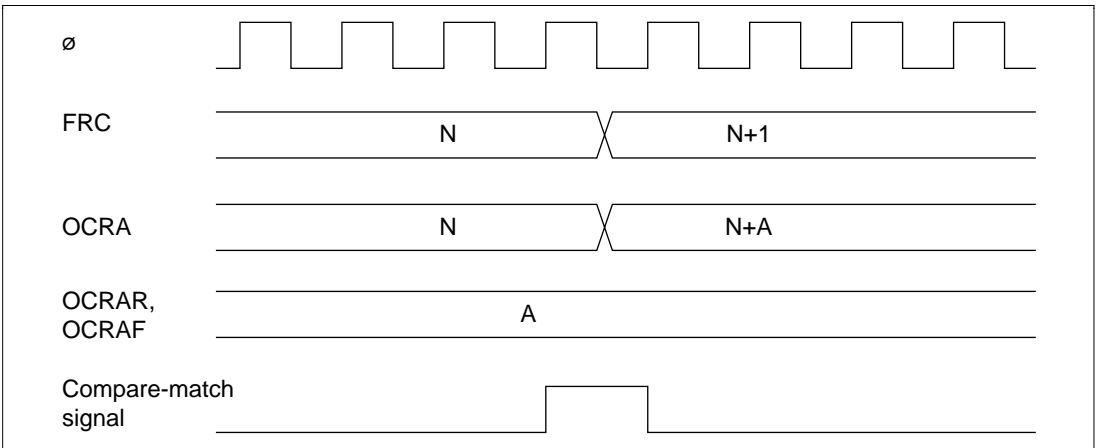 ø
FRC
N
N+1
OCRA
N
N+A
OCRAR,
OCRAF
A
Compare-match
signal